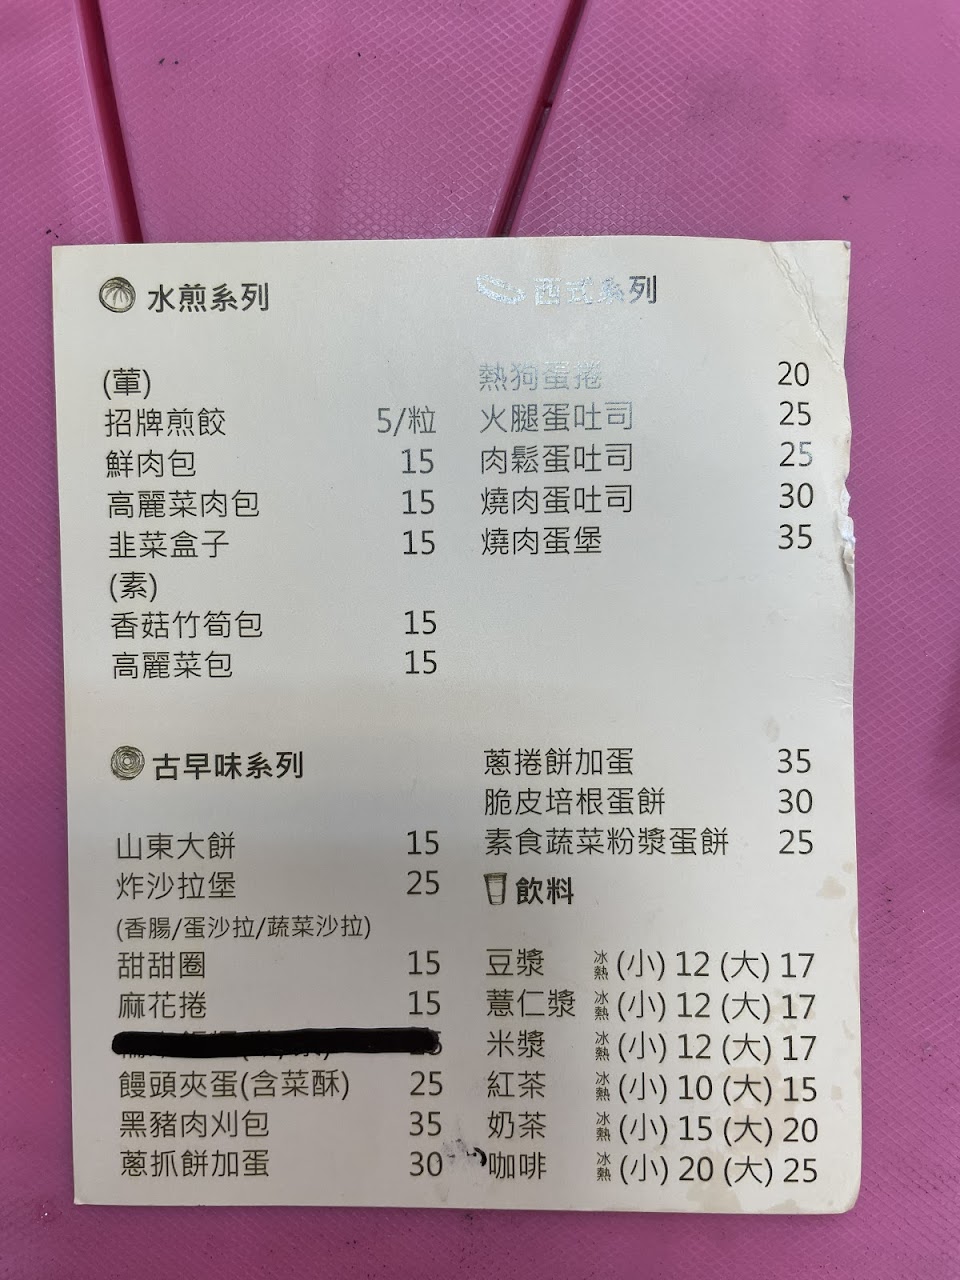 水煎系列
(葷)
招牌煎餃 5/粒
鮮肉包 15
高麗菜肉包 15
韭菜盒子 15
(素)
香菇竹筍包 15
高麗菜包 15
西式系列
熱狗蛋捲 20
火腿蛋吐司 25
肉鬆蛋吐司 25
燒肉蛋吐司 30
燒肉蛋堡 35
古早味系列
山東大餅 15
炸沙拉堡 25
(香腸/蛋沙拉/蔬菜沙拉)
甜甜圈 15
麻花捲 15
饅頭夾蛋(含菜酥) 25
黑豬肉刈包 35
蔥抓餅加蛋 30
蔥捲餅加蛋 35
脆皮培根蛋餅 30
素食蔬菜粉漿蛋餅 25
飲料
豆漿 冰熱 (小) 12 (大) 17
薏仁漿 冰熱 (小) 12 (大) 17
米漿 冰熱 (小) 12 (大) 17
紅茶 冰熱 (小) 10 (大) 15
奶茶 冰熱 (小) 15 (大) 20
咖啡 冰熱 (小) 20 (大) 25